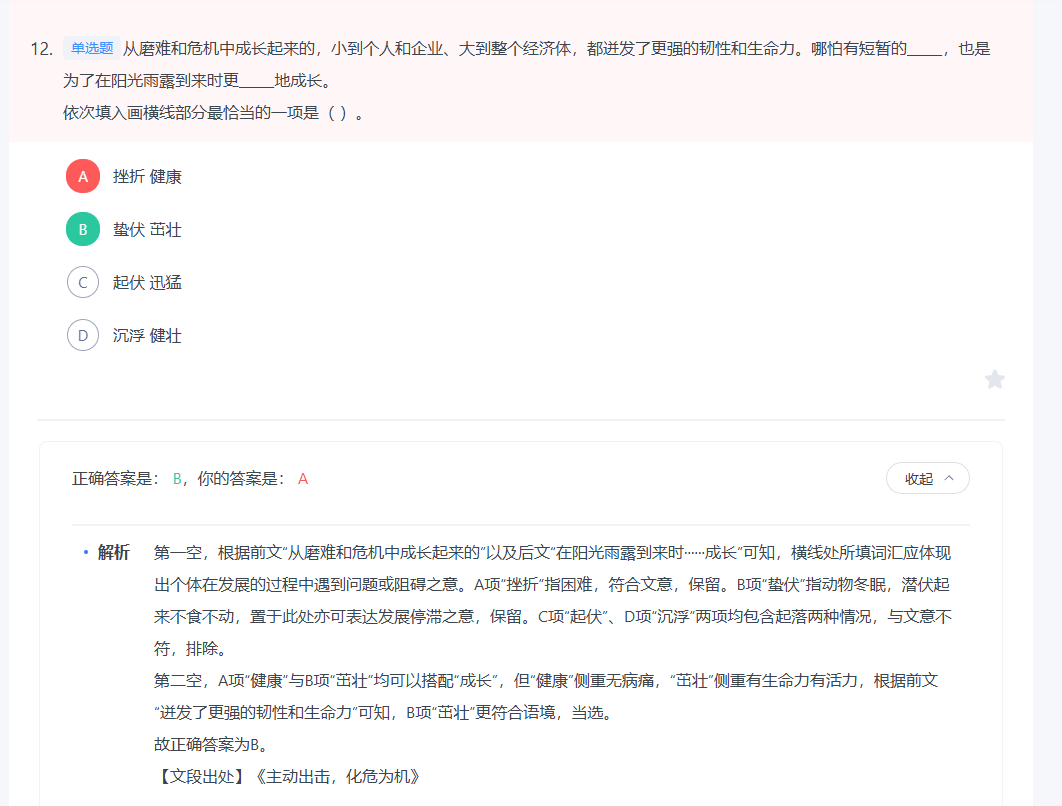 12. 单选题 从磨难和危机中成长起来的，小到个人和企业、大到整个经济体，都迸发了更强的韧性和生命力。哪怕有短暂的____，也是
为了在阳光雨露到来时更____地成长。
依次填入画横线部分最恰当的一项是（ ）。
A 挫折 健康
B 蛰伏 茁壮
C 起伏 迅猛
D 沉浮 健壮
正确答案是： B，你的答案是： A
收起
解析 第一空，根据前文“从磨难和危机中成长起来的”以及后文“在阳光雨露到来时……成长”可知，横线处所填词汇应体现
出个体在发展的过程中遇到问题或阻碍之意。A项“挫折”指困难，符合文意，保留。B项“蛰伏”指动物冬眠，潜伏起
来不食不动，置于此处亦可表达发展停滞之意，保留。C项“起伏”、D项“沉浮”两项均包含起落两种情况，与文意不
符，排除。
第二空，A项“健康”与B项“茁壮”均可以搭配“成长”，但“健康”侧重无病痛，“茁壮”侧重有生命力有活力，根据前文
“迸发了更强的韧性和生命力”可知，B项“茁壮”更符合语境，当选。
故正确答案为B。
【文段出处】《主动出击，化危为机》